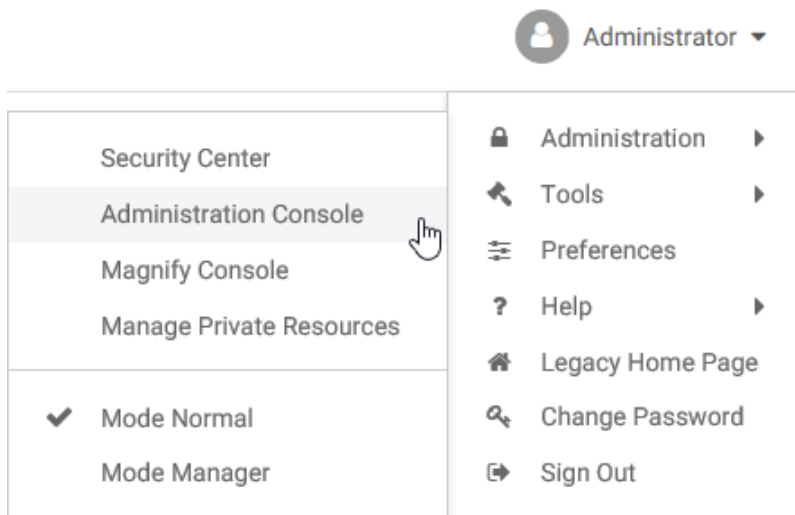 Administrator
Administration
Tools
Preferences
? Help
Legacy Home Page
Change Password
Sign Out
Security Center
Administration Console
Magnify Console
Manage Private Resources
Mode Normal
Mode Manager